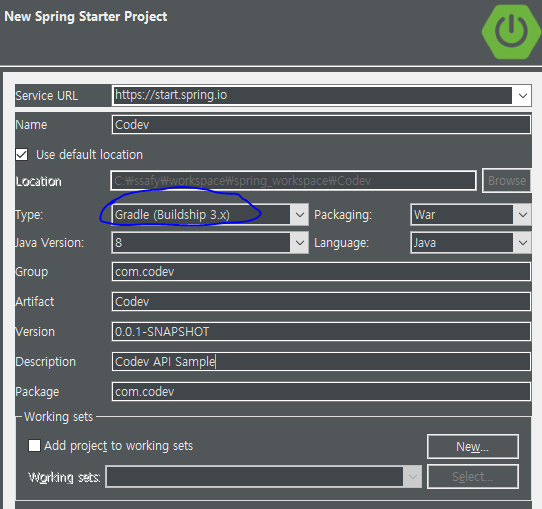 New Spring Starter Project
Service URL https://start.spring.io
Name Codev
Use default location
Location C:₩ssafy₩workspace₩spring_workspace₩Codev Browse
Type: Gradle (Buildship 3.x) Packaging: War
Java Version: 8 Language: Java
Group com.codev
Artifact Codev
Version 0.0.1-SNAPSHOT
Description Codev API Sample
Package com.codev
Working sets
Add project to working sets New...
Working sets: Select...